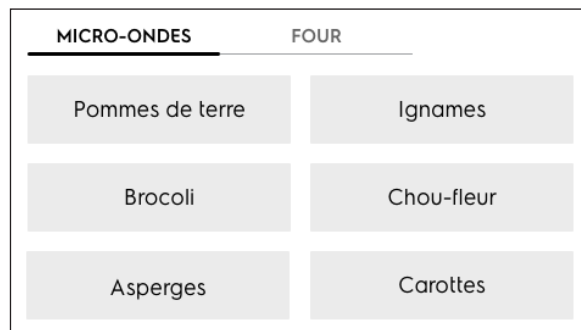 MICRO-ONDES FOUR
Pommes de terre Ignames
Brocoli Chou-fleur
Asperges Carottes